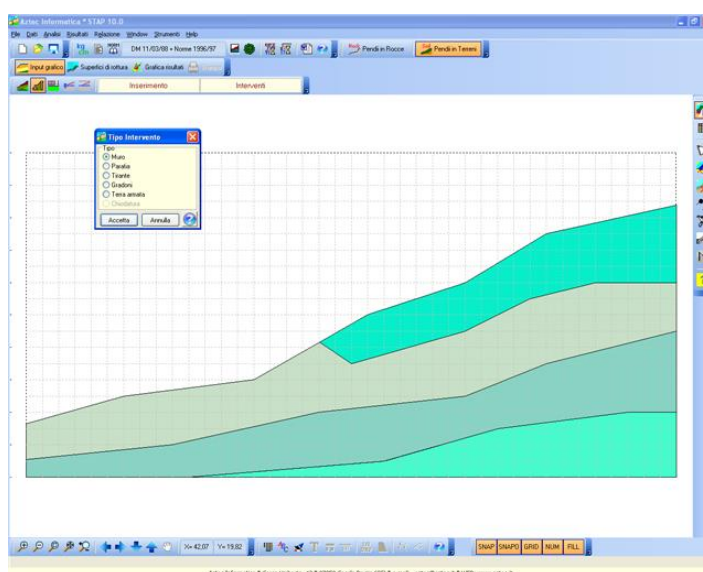 Aztec Informatica * STAP 10.0
File Dati Analisi Risultati Relazione Window Strumenti Help
DM 11/03/88 + Norme 1996/97
Pendii in Rocce
Pendii in Terreni
Input grafico
Superfici di rottura
Grafica risultati
Inserimento
Interventi
Tipo Intervento
Tipo
Muro
Paratia
Tirante
Gradoni
Terra armata
Chiodatura
Accetta
Annulla
X= 42,07
Y= 19,82
SNAP
SNAPO
GRID
NUM
FILL